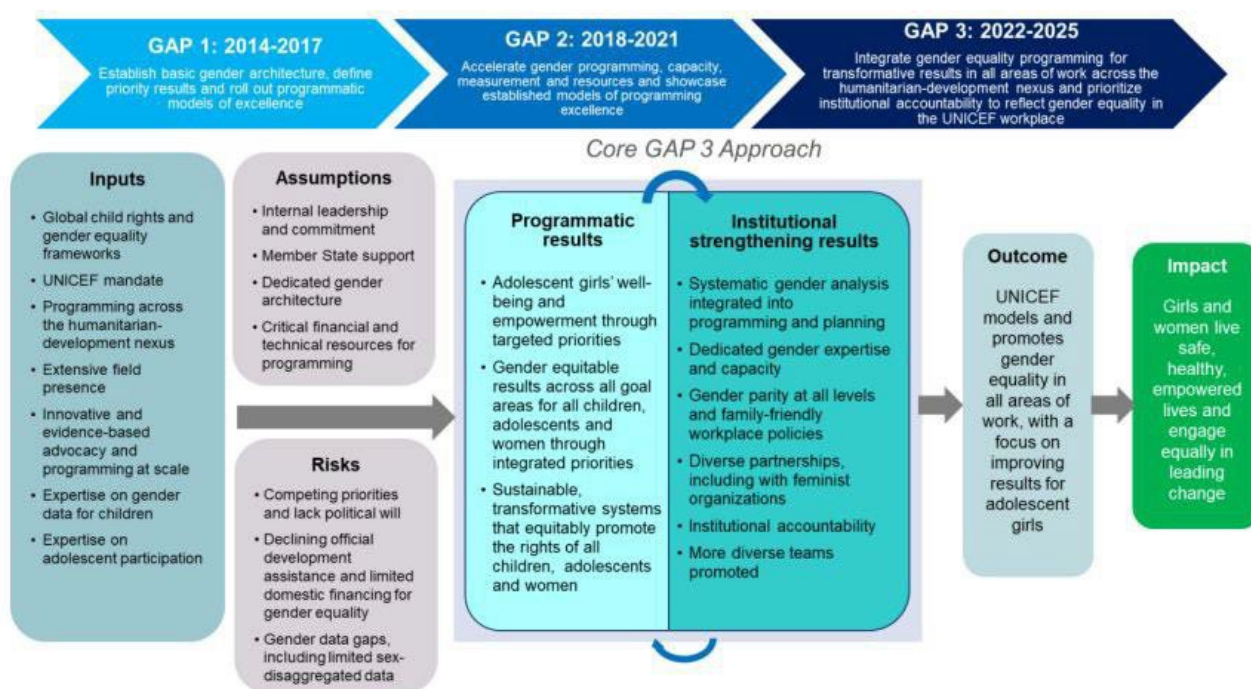 GAP 1: 2014-2017
Establish basic gender architecture, define
priority results and roll out programmatic
models of excellence
GAP 2: 2018-2021
Accelerate gender programming, capacity,
measurement and resources and showcase
established models of programming
excellence
GAP 3: 2022-2025
Integrate gender equality programming for
transformative results in all areas of work across the
humanitarian-development nexus and prioritize
institutional accountability to reflect gender equality in
the UNICEF workplace
Core GAP 3 Approach
Inputs
• Global child rights and
gender equality
frameworks
• UNICEF mandate
• Programming across
the humanitarian-
development nexus
• Extensive field
presence
• Innovative and
evidence-based
advocacy and
programming at scale
• Expertise on gender
data for children
• Expertise on
adolescent participation
Assumptions
• Internal leadership
and commitment
• Member State support
• Dedicated gender
architecture
• Critical financial and
technical resources for
programming
Risks
• Competing priorities
and lack political will
• Declining official
development
assistance and limited
domestic financing for
gender equality
• Gender data gaps,
including limited sex-
disaggregated data
Programmatic
results
• Adolescent girls' well-
being and
empowerment through
targeted priorities
• Gender equitable
results across all goal
areas for all children,
adolescents and
women through
integrated priorities
• Sustainable,
transformative systems
that equitably promote
the rights of all
children, adolescents
and women
Institutional
strengthening results
• Systematic gender analysis
integrated into
programming and planning
• Dedicated gender expertise
and capacity
• Gender parity at all levels
and family-friendly
workplace policies
• Diverse partnerships,
including with feminist
organizations
• Institutional accountability
• More diverse teams
promoted
Outcome
UNICEF
models and
promotes
gender
equality in
all areas of
work, with a
focus on
improving
results for
adolescent
girls
Impact
Girls and
women live
safe,
healthy,
empowered
lives and
engage
equally in
leading
change